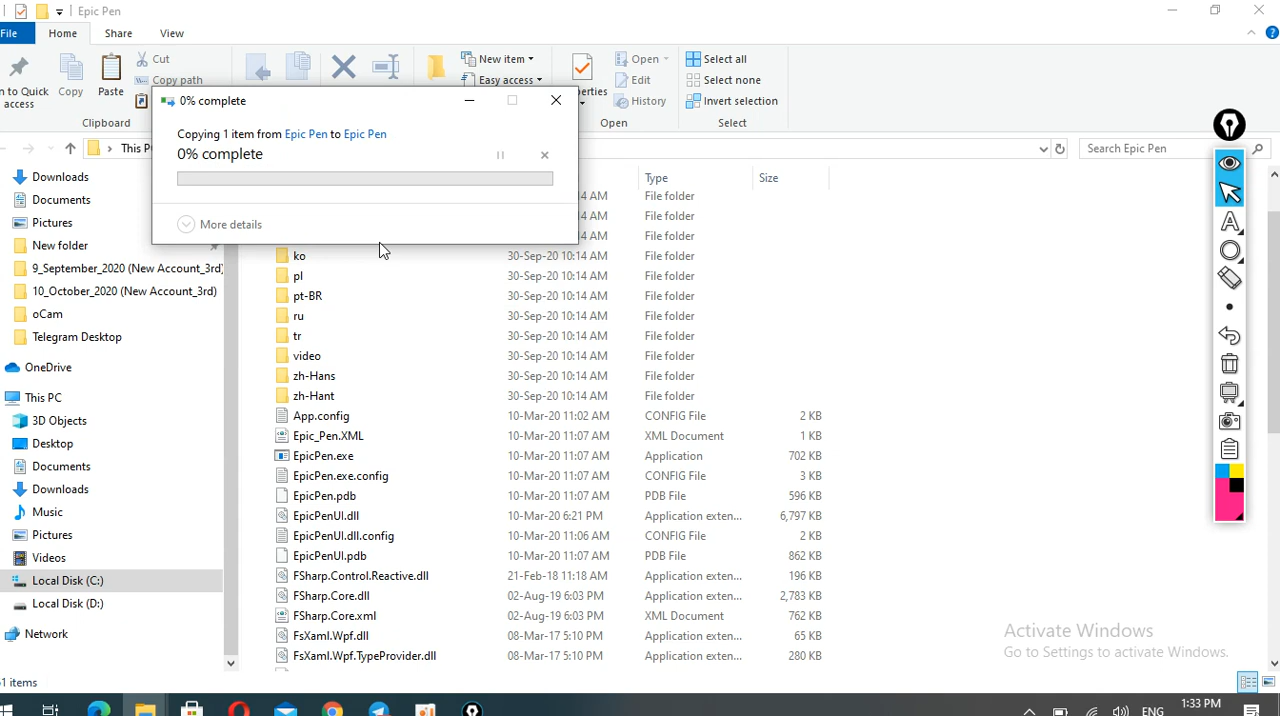 Epic Pen
File Home Share View
n to Quick access
Copy
Paste
Cut
Copy path
Clipboard
New item
Easy access
erties
Open
Edit
History
Open
Select all
Select none
Invert selection
Select
0% complete
Copying 1 item from Epic Pen to Epic Pen
0% complete
More details
This P
Search Epic Pen
Type Size
Downloads
Documents
Pictures
New folder
9_September_2020 (New Account_3rd)
10_October_2020 (New Account_3rd)
oCam
Telegram Desktop
OneDrive
This PC
3D Objects
Desktop
Documents
Downloads
Music
Pictures
Videos
Local Disk (C:)
Local Disk (D:)
Network
14 AM File folder
14 AM File folder
14 AM File folder
ko 30-Sep-20 10:14 AM File folder
pl 30-Sep-20 10:14 AM File folder
pt-BR 30-Sep-20 10:14 AM File folder
ru 30-Sep-20 10:14 AM File folder
tr 30-Sep-20 10:14 AM File folder
video 30-Sep-20 10:14 AM File folder
zh-Hans 30-Sep-20 10:14 AM File folder
zh-Hant 30-Sep-20 10:14 AM File folder
App.config 10-Mar-20 11:02 AM CONFIG File 2 KB
Epic_Pen.XML 10-Mar-20 11:07 AM XML Document 1 KB
EpicPen.exe 10-Mar-20 11:07 AM Application 702 KB
EpicPen.exe.config 10-Mar-20 11:07 AM CONFIG File 3 KB
EpicPen.pdb 10-Mar-20 11:07 AM PDB File 596 KB
EpicPenUI.dll 10-Mar-20 6:21 PM Application exten... 6,797 KB
EpicPenUI.dll.config 10-Mar-20 11:06 AM CONFIG File 2 KB
EpicPenUI.pdb 10-Mar-20 11:07 AM PDB File 862 KB
FSharp.Control.Reactive.dll 21-Feb-18 11:18 AM Application exten... 196 KB
FSharp.Core.dll 02-Aug-19 6:03 PM Application exten... 2,783 KB
FSharp.Core.xml 02-Aug-19 6:03 PM XML Document 762 KB
FsXaml.Wpf.dll 08-Mar-17 5:10 PM Application exten... 65 KB
FsXaml.Wpf.TypeProvider.dll 08-Mar-17 5:10 PM Application exten... 280 KB
A
Activate Windows
Go to Settings to activate Windows.
1 items
ENG
1:33 PM